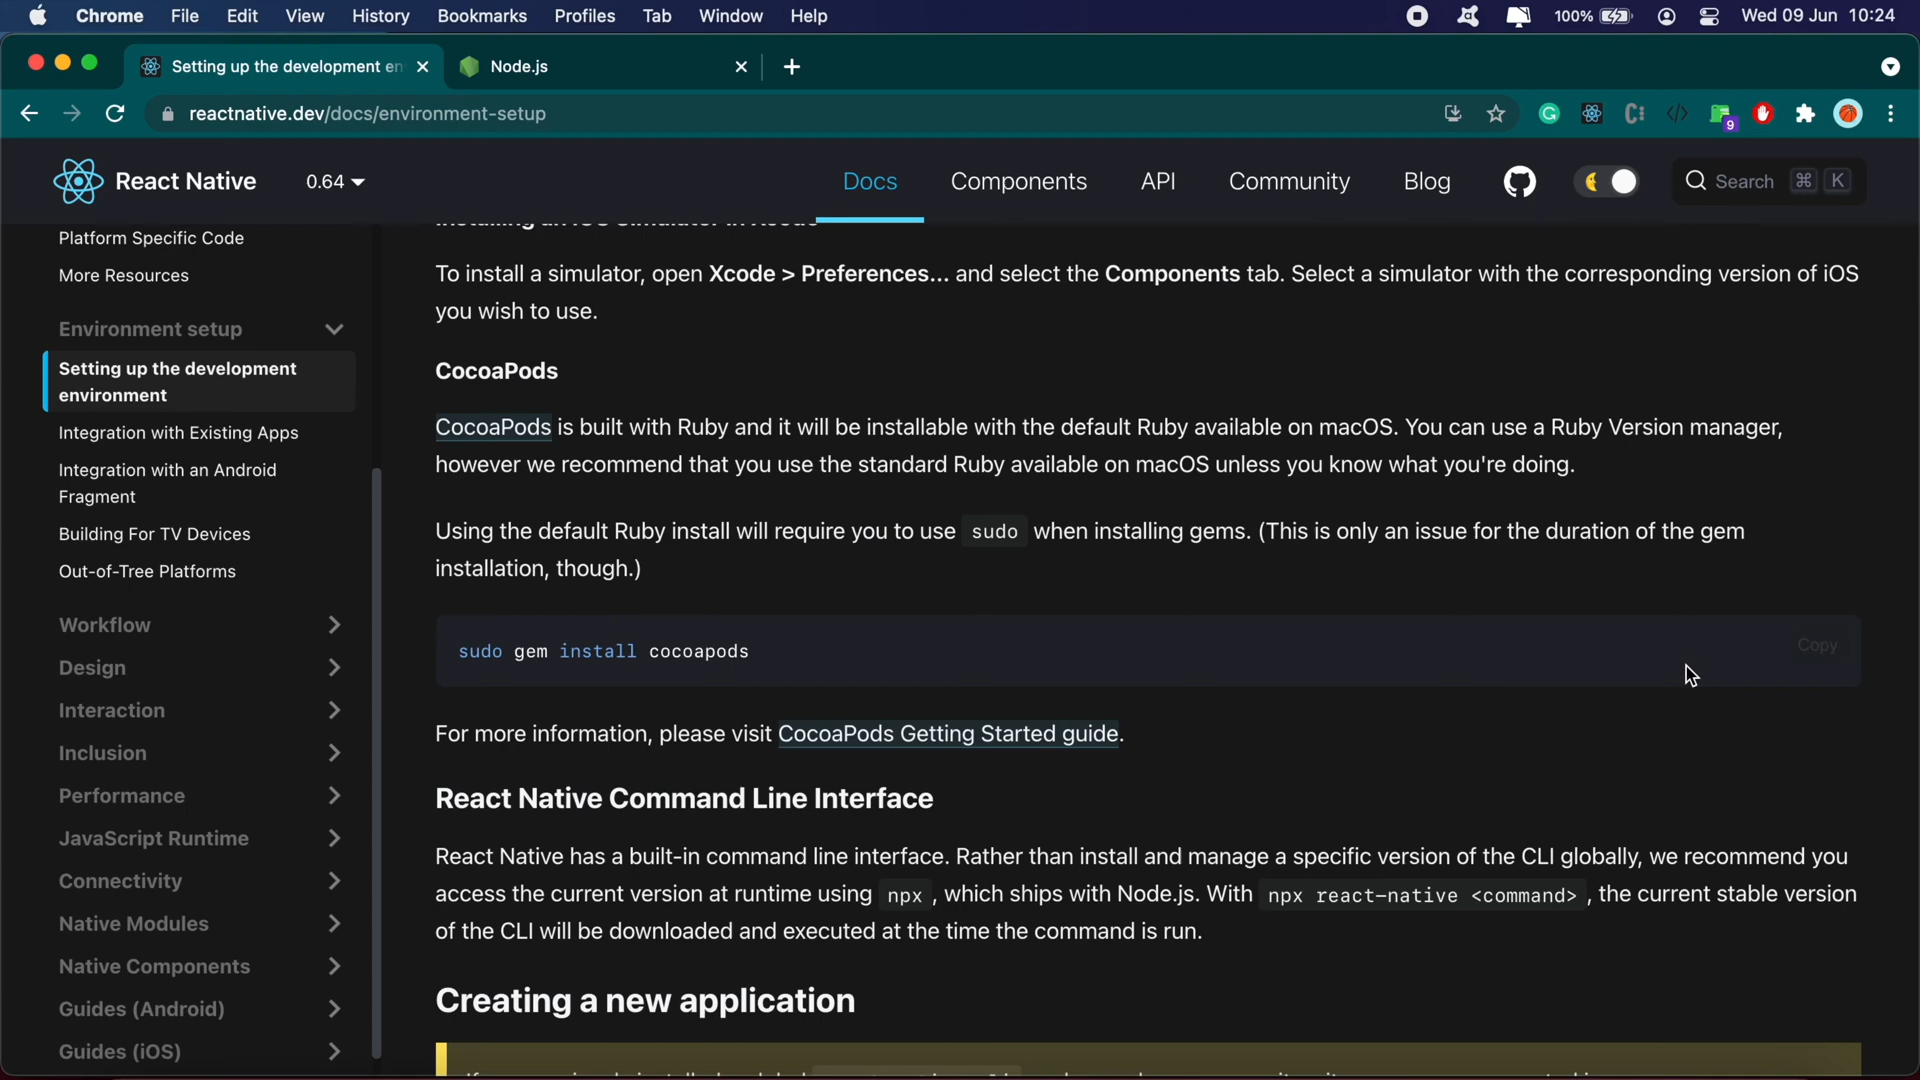 Chrome File Edit View History Bookmarks Profiles Tab Window Help 100% Wed 09 Jun 10:24
Setting up the development en Node.js
reactnative.dev/docs/environment-setup 9
React Native 0.64 Docs Components API Community Blog Search ⌘ K
Platform Specific Code
More Resources
Environment setup
Setting up the development
environment
Integration with Existing Apps
Integration with an Android
Fragment
Building For TV Devices
Out-of-Tree Platforms
Workflow
Design
Interaction
Inclusion
Performance
JavaScript Runtime
Connectivity
Native Modules
Native Components
Guides (Android)
Guides (iOS)
To install a simulator, open Xcode > Preferences... and select the Components tab. Select a simulator with the corresponding version of iOS
you wish to use.
CocoaPods
CocoaPods is built with Ruby and it will be installable with the default Ruby available on macOS. You can use a Ruby Version manager,
however we recommend that you use the standard Ruby available on macOS unless you know what you're doing.
Using the default Ruby install will require you to use sudo when installing gems. (This is only an issue for the duration of the gem
installation, though.)
sudo gem install cocoapods
Copy
For more information, please visit CocoaPods Getting Started guide.
React Native Command Line Interface
React Native has a built-in command line interface. Rather than install and manage a specific version of the CLI globally, we recommend you
access the current version at runtime using npx , which ships with Node.js. With npx react-native <command> , the current stable version
of the CLI will be downloaded and executed at the time the command is run.
Creating a new application